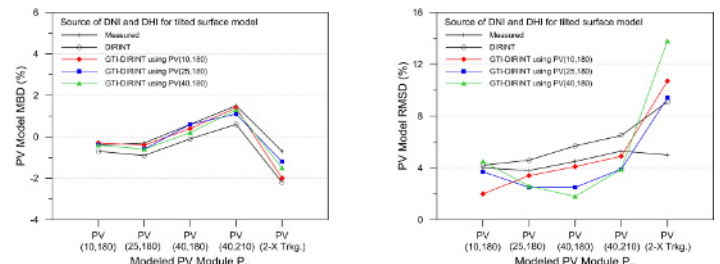 Source of DNI and DHI for tilted surface model
Measured
DIRINT
GTI-DIRINT using PV(10,180)
GTI-DIRINT using PV(25,180)
GTI-DIRINT using PV(40,180)
PV Model MBD (%)
6
4
2
0
-2
-4
PV PV PV PV PV
(10,180) (25,180) (40,180) (40,210) (2-X Trkg.)
Modeled PV Module P
Source of DNI and DHI for tilted surface model
Measured
DIRINT
GTI-DIRINT using PV(10,180)
GTI-DIRINT using PV(25,180)
GTI-DIRINT using PV(40,180)
PV Model RMSD (%)
16
12
8
4
0
PV PV PV PV PV
(10,180) (25,180) (40,180) (40,210) (2-X Trkg.)
Modeled PV Module P